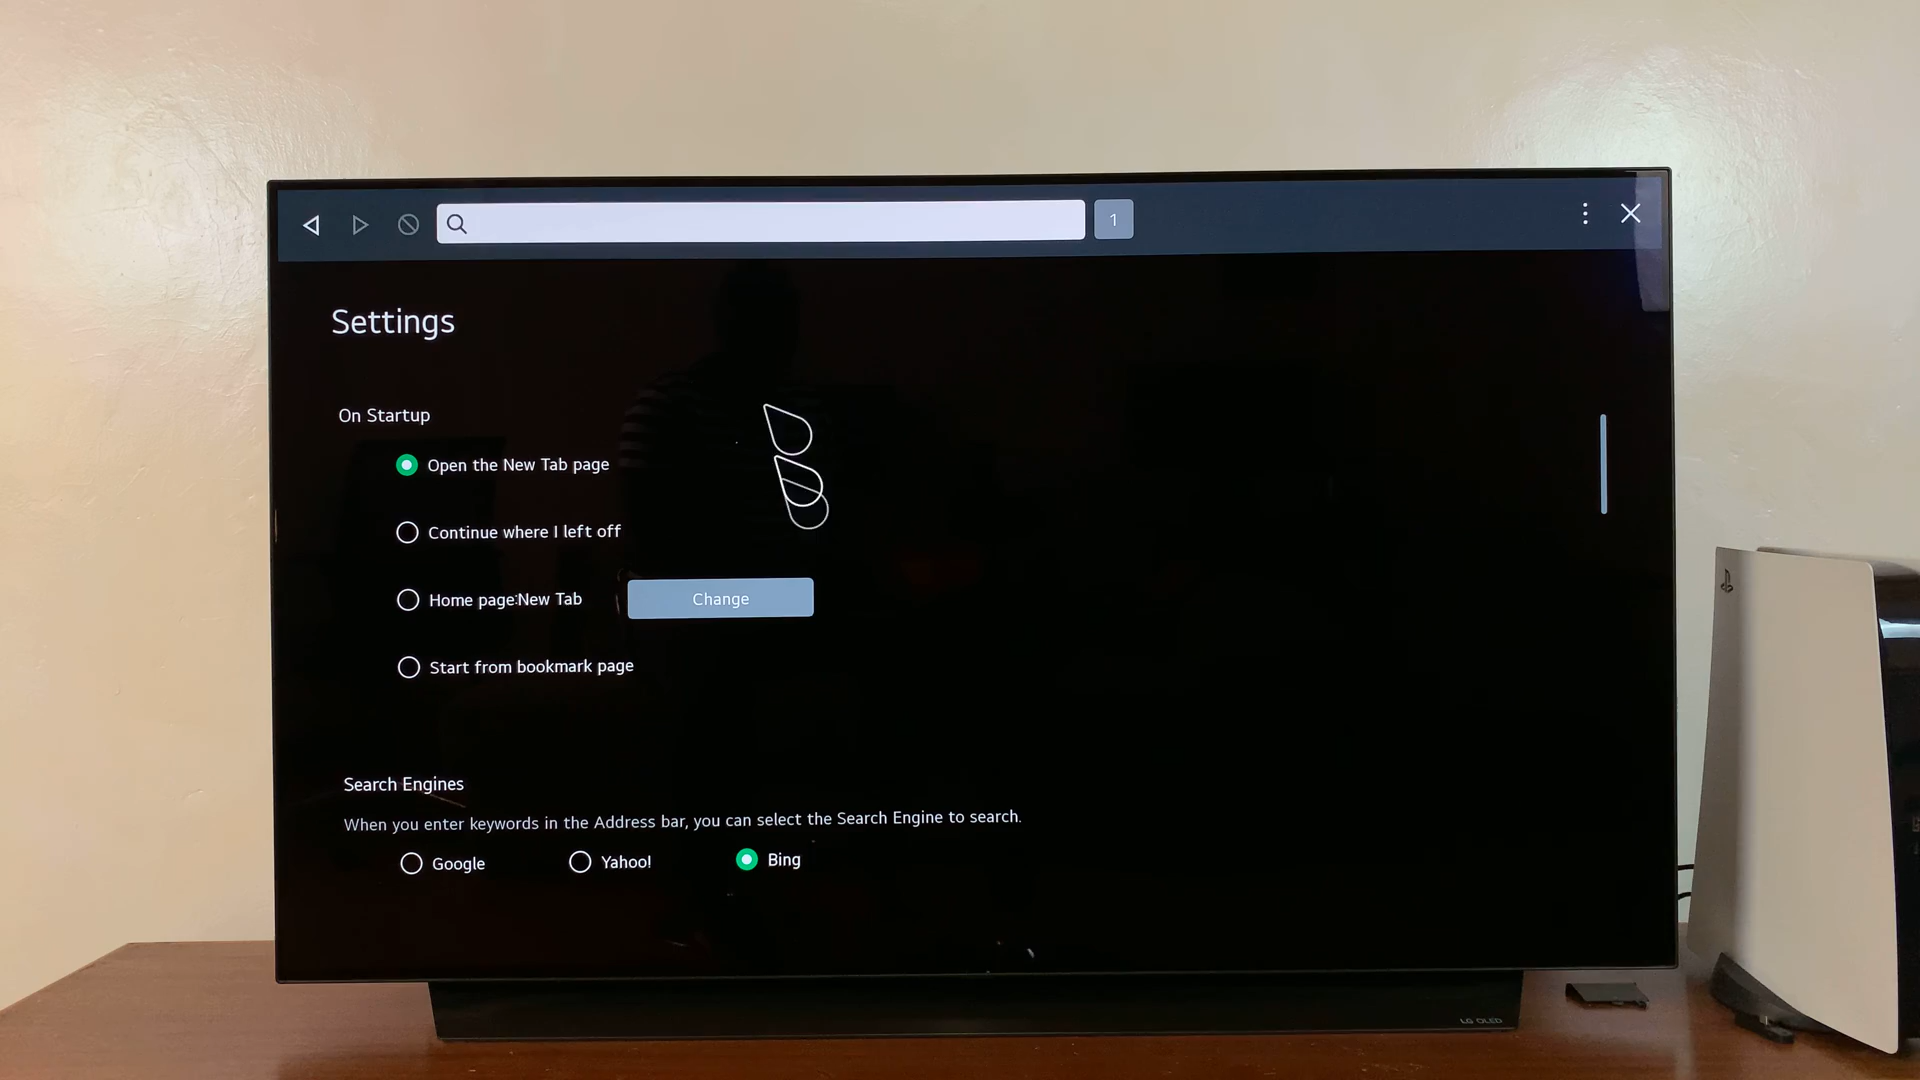 1
Settings
On Startup
Open the New Tab page
Continue where I left off
Home page:New Tab
Change
Start from bookmark page
Search Engines
When you enter keywords in the Address bar, you can select the Search Engine to search.
Google Yahoo! Bing
LG OLED